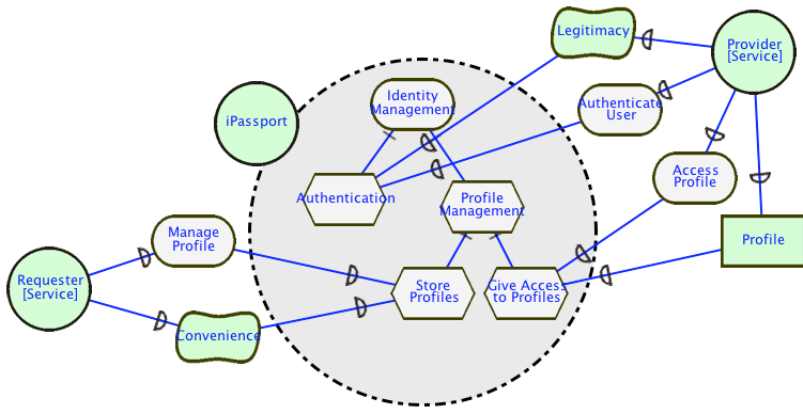 Legitimacy
Provider
[Service]
Identity
Management
iPassport
Authenticate
User
Access
Profile
Authentication
Profile
Management
Manage
Profile
Profile
Requester
[Service]
Store
Profiles
Give Access
to Profiles
Convenience